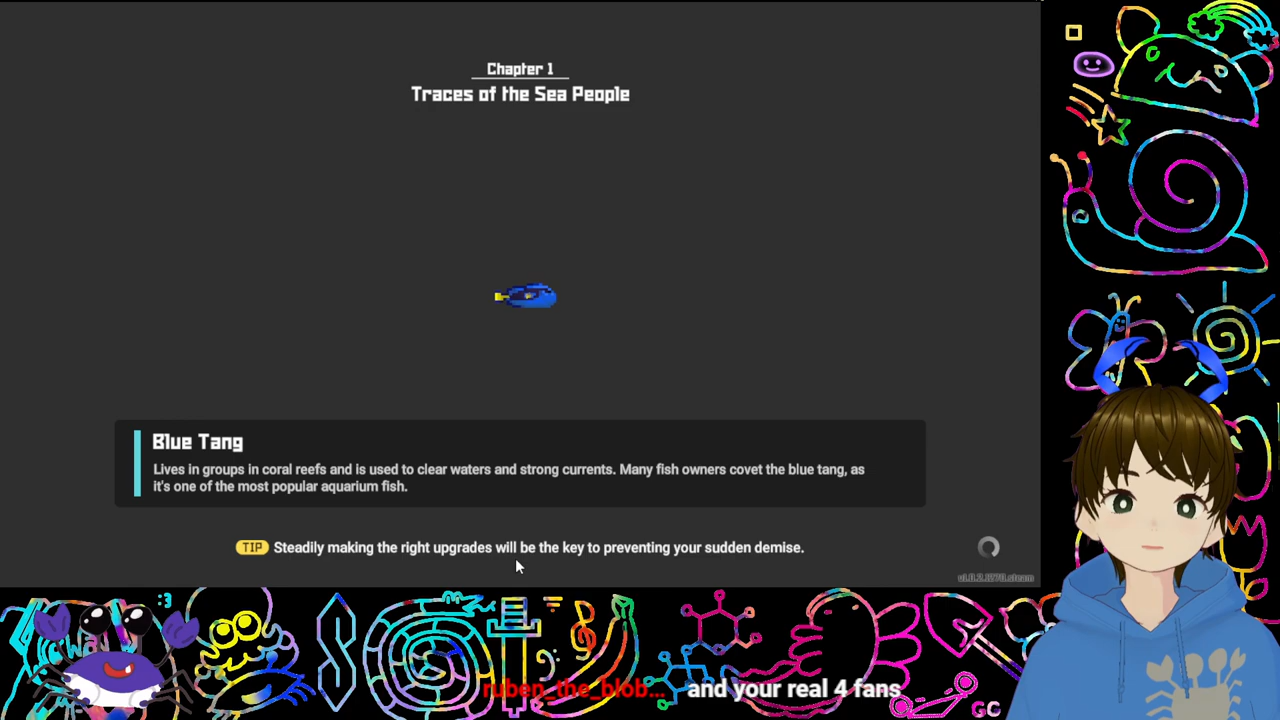 Chapter 1
Traces of the Sea People
Blue Tang
Lives in groups in coral reefs and is used to clear waters and strong currents. Many fish owners covet the blue tang, as
it's one of the most popular aquarium fish.
TIP Steadily making the right upgrades will be the key to preventing your sudden demise.
:3
ruben_the_blob... and your real 4 fans
GC